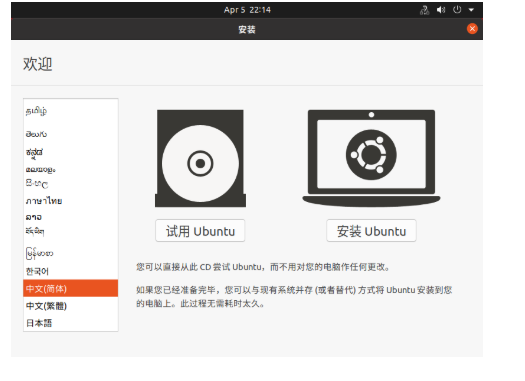 Apr 5 22:14
安装
欢迎
தமிழ்
తెలుగు
ಕನ್ನಡ
മലയാളം
සිංහල
ภาษาไทย
ລາວ
རྫོང་ཁ
မြန်မာစာ
한국어
中文(简体)
中文(繁體)
日本語
试用 Ubuntu
安装 Ubuntu
您可以直接从此 CD 尝试 Ubuntu，而不用对您的电脑作任何更改。
如果您已经准备完毕，您可以与现有系统并存 (或者替代) 方式将 Ubuntu 安装到您
的电脑上。此过程无需耗时太久。